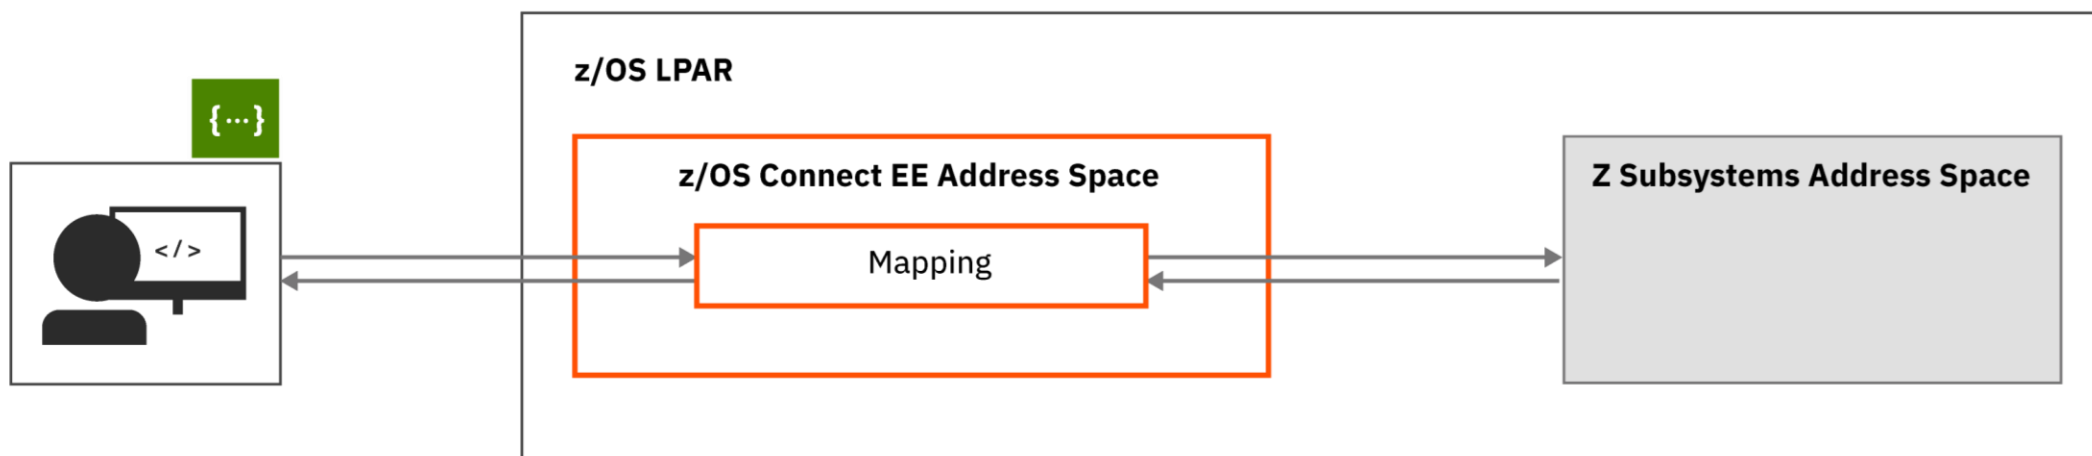 {...}
</>
z/OS LPAR
z/OS Connect EE Address Space
Mapping
Z Subsystems Address Space